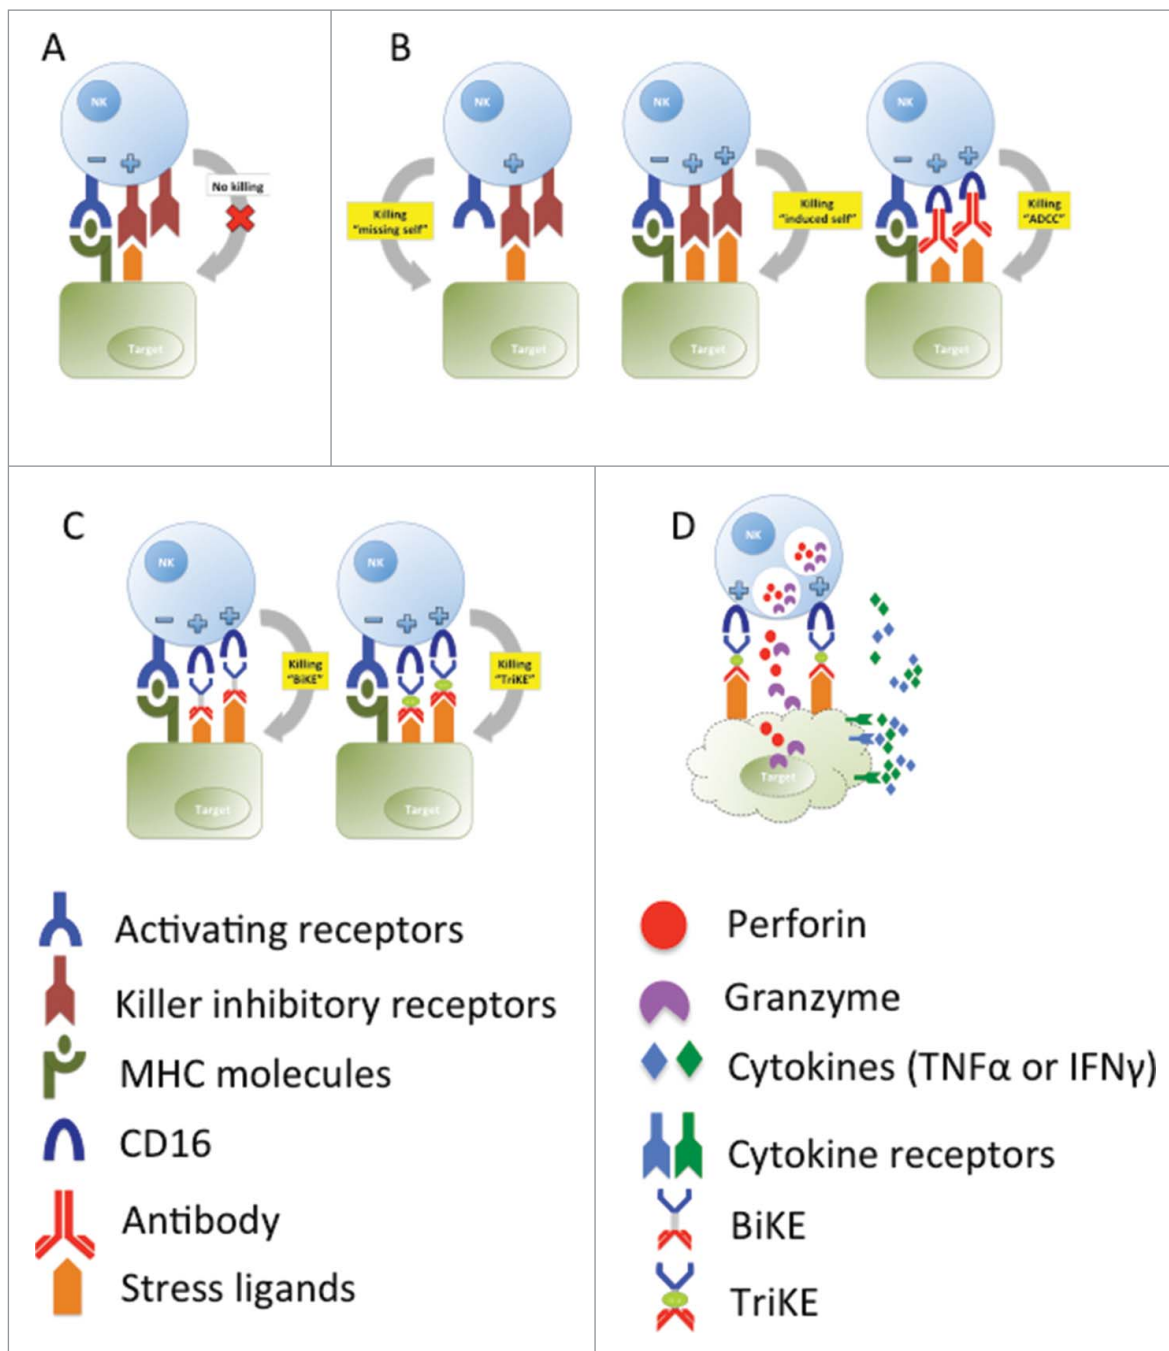 A
NK
No killing
Target
B
NK
Killing
"missing self"
Target
NK
Killing
"induced self"
Target
NK
Killing
"ADCC"
Target
C
NK
Killing
"BiKE"
Target
NK
Killing
"TriKE"
Target
D
NK
Target
Activating receptors
Killer inhibitory receptors
MHC molecules
CD16
Antibody
Stress ligands
Perforin
Granzyme
Cytokines (TNFα or IFNγ)
Cytokine receptors
BiKE
TriKE